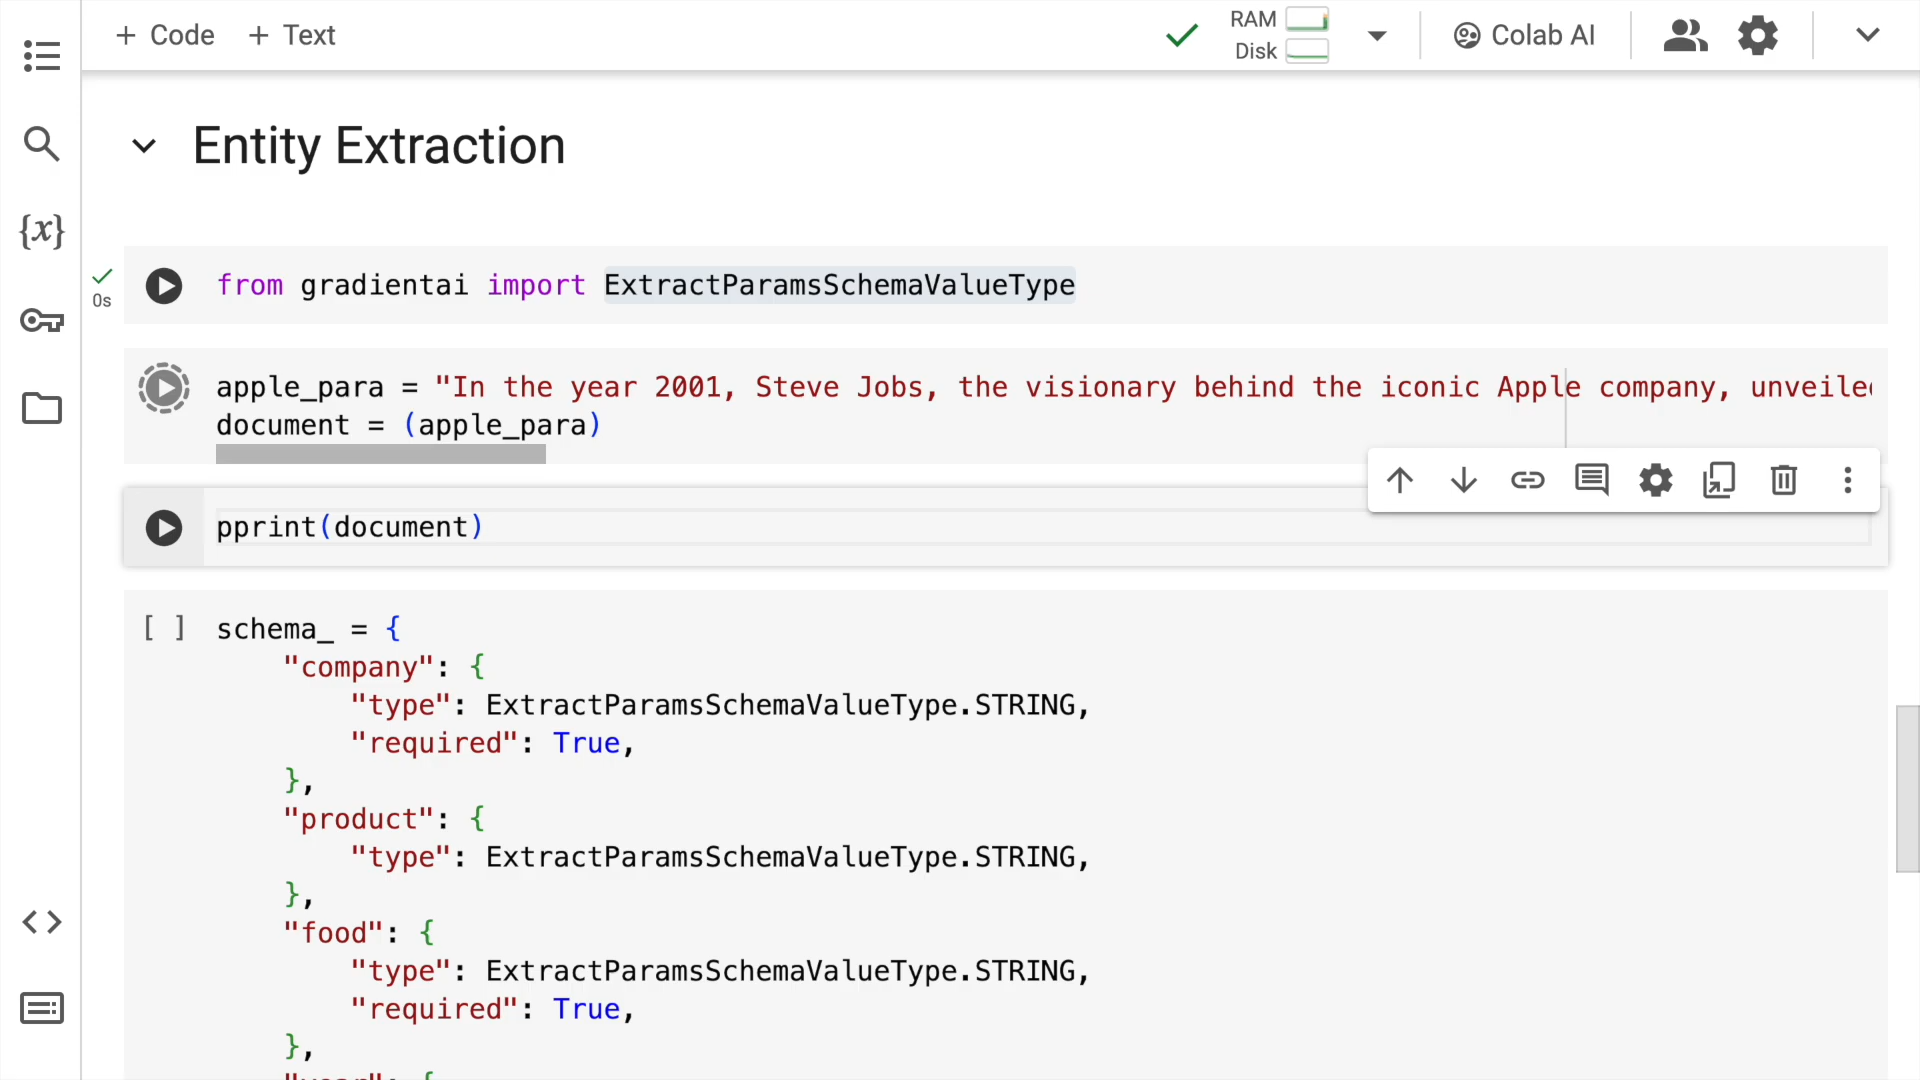 + Code + Text
RAM
Disk
Colab AI
Entity Extraction
{x}
0s
from gradientai import ExtractParamsSchemaValueType
apple_para = "In the year 2001, Steve Jobs, the visionary behind the iconic Apple company, unveiled
document = (apple_para)
pprint(document)
[ ] schema_ = {
"company": {
"type": ExtractParamsSchemaValueType.STRING,
"required": True,
},
"product": {
"type": ExtractParamsSchemaValueType.STRING,
},
"food": {
"type": ExtractParamsSchemaValueType.STRING,
"required": True,
},
"year": {